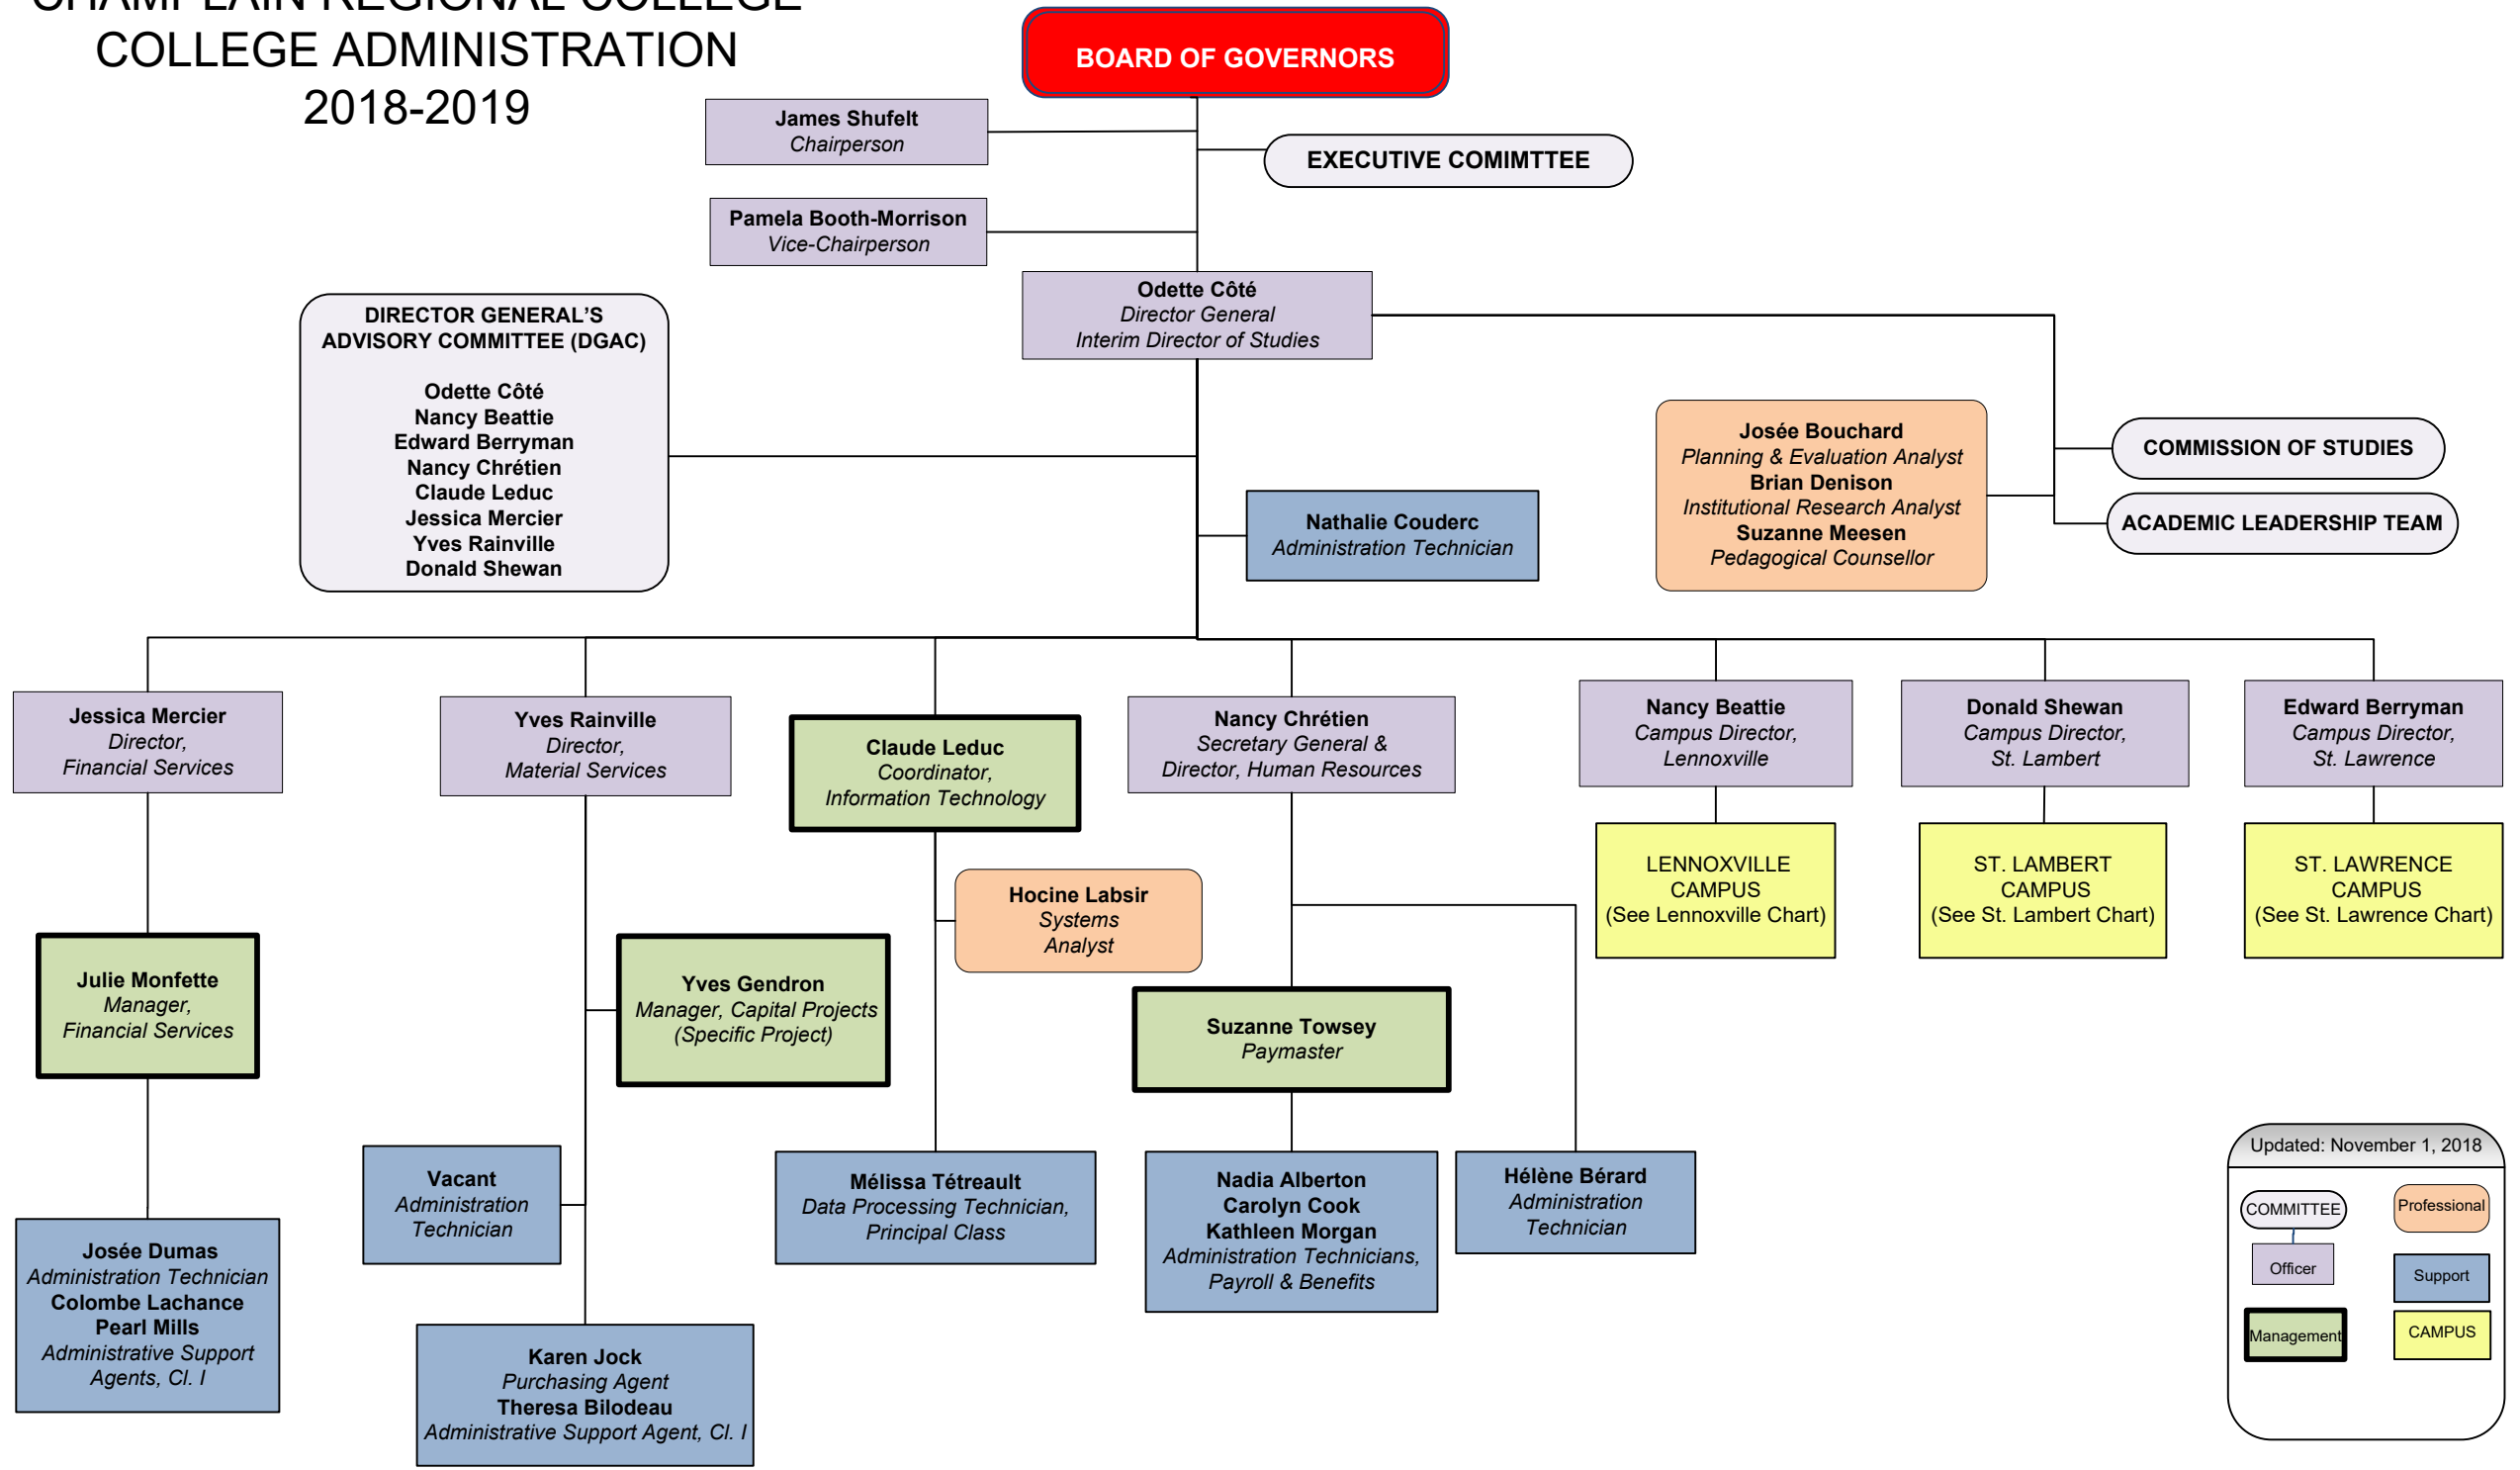 CHAMPLAIN REGIONAL COLLEGE
COLLEGE ADMINISTRATION
2018-2019
BOARD OF GOVERNORS
James Shufelt
Chairperson
EXECUTIVE COMIMTTEE
Pamela Booth-Morrison
Vice-Chairperson
Odette Côté
Director General
Interim Director of Studies
DIRECTOR GENERAL’S
ADVISORY COMMITTEE (DGAC)
Odette Côté
Nancy Beattie
Edward Berryman
Nancy Chrétien
Claude Leduc
Jessica Mercier
Yves Rainville
Donald Shewan
Nathalie Couderc
Administration Technician
Josée Bouchard
Planning & Evaluation Analyst
Brian Denison
Institutional Research Analyst
Suzanne Meesen
Pedagogical Counsellor
COMMISSION OF STUDIES
ACADEMIC LEADERSHIP TEAM
Jessica Mercier
Director,
Financial Services
Yves Rainville
Director,
Material Services
Claude Leduc
Coordinator,
Information Technology
Nancy Chrétien
Secretary General &
Director, Human Resources
Nancy Beattie
Campus Director,
Lennoxville
Donald Shewan
Campus Director,
St. Lambert
Edward Berryman
Campus Director,
St. Lawrence
LENNOXVILLE
CAMPUS
(See Lennoxville Chart)
ST. LAMBERT
CAMPUS
(See St. Lambert Chart)
ST. LAWRENCE
CAMPUS
(See St. Lawrence Chart)
Hocine Labsir
Systems
Analyst
Julie Monfette
Manager,
Financial Services
Yves Gendron
Manager, Capital Projects
(Specific Project)
Suzanne Towsey
Paymaster
Vacant
Administration
Technician
Mélissa Tétreault
Data Processing Technician,
Principal Class
Nadia Alberton
Carolyn Cook
Kathleen Morgan
Administration Technicians,
Payroll & Benefits
Hélène Bérard
Administration
Technician
Josée Dumas
Administration Technician
Colombe Lachance
Pearl Mills
Administrative Support
Agents, Cl. I
Karen Jock
Purchasing Agent
Theresa Bilodeau
Administrative Support Agent, Cl. I
Updated: November 1, 2018
COMMITTEE
Professional
Officer
Support
Management
CAMPUS